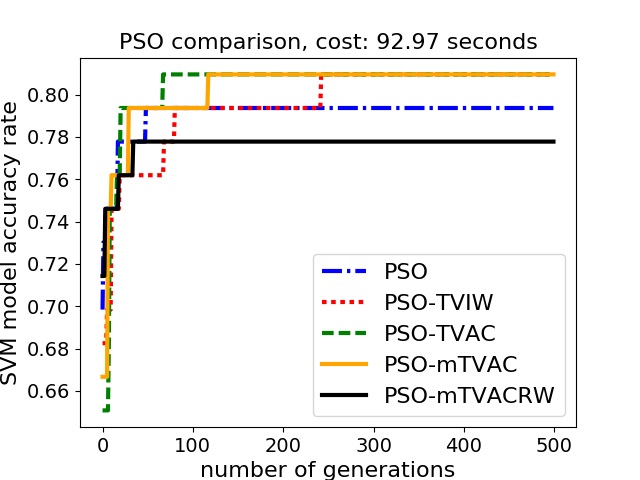 PSO comparison, cost: 92.97 seconds
SVM model accuracy rate
0.80
0.78
0.76
0.74
0.72
0.70
0.68
0.66
PSO
PSO-TVIW
PSO-TVAC
PSO-mTVAC
PSO-mTVACRW
0 100 200 300 400 500
number of generations